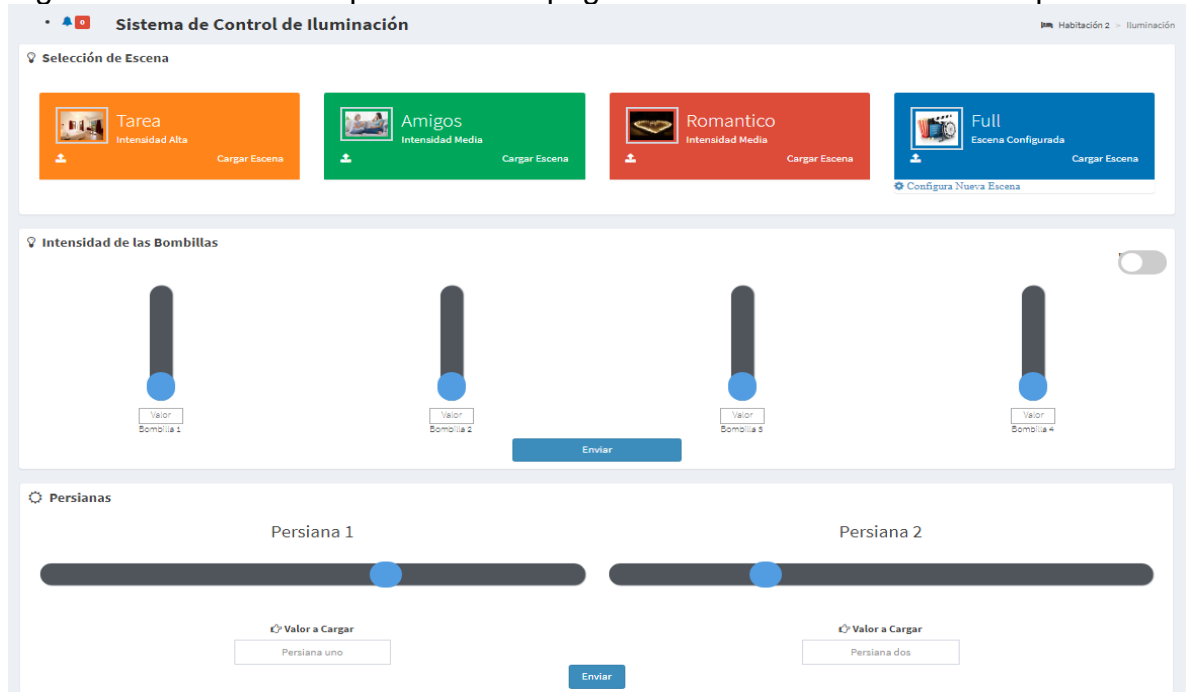 0
Sistema de Control de Iluminación
Habitación 2 > Iluminación
Selección de Escena
Tarea
Intensidad Alta
Cargar Escena
Amigos
Intensidad Media
Cargar Escena
Romantico
Intensidad Media
Cargar Escena
Full
Escena Configurada
Cargar Escena
Configura Nueva Escena
Intensidad de las Bombillas
Valor
Bombilla 1
Valor
Bombilla 2
Valor
Bombilla 3
Valor
Bombilla 4
Enviar
Persianas
Persiana 1
Persiana 2
Valor a Cargar
Persiana uno
Valor a Cargar
Persiana dos
Enviar